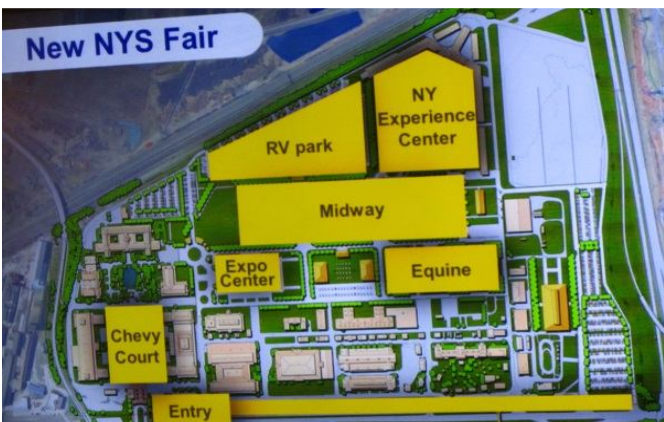 New NYS Fair
NY
Experience
Center
RV park
Midway
Expo
Center
Equine
Chevy
Court
Entry